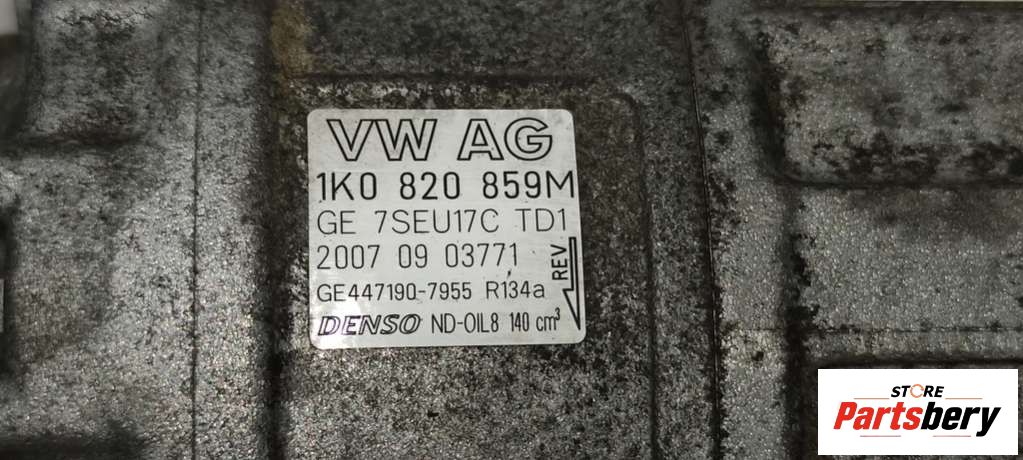 VW AG
1K0 820 859M
GE 7SEU17C TD1
2007 09 03771
REV
GE447190-7955 R134a
DENSO ND-OIL8 140 cm³
STORE
Partsbery